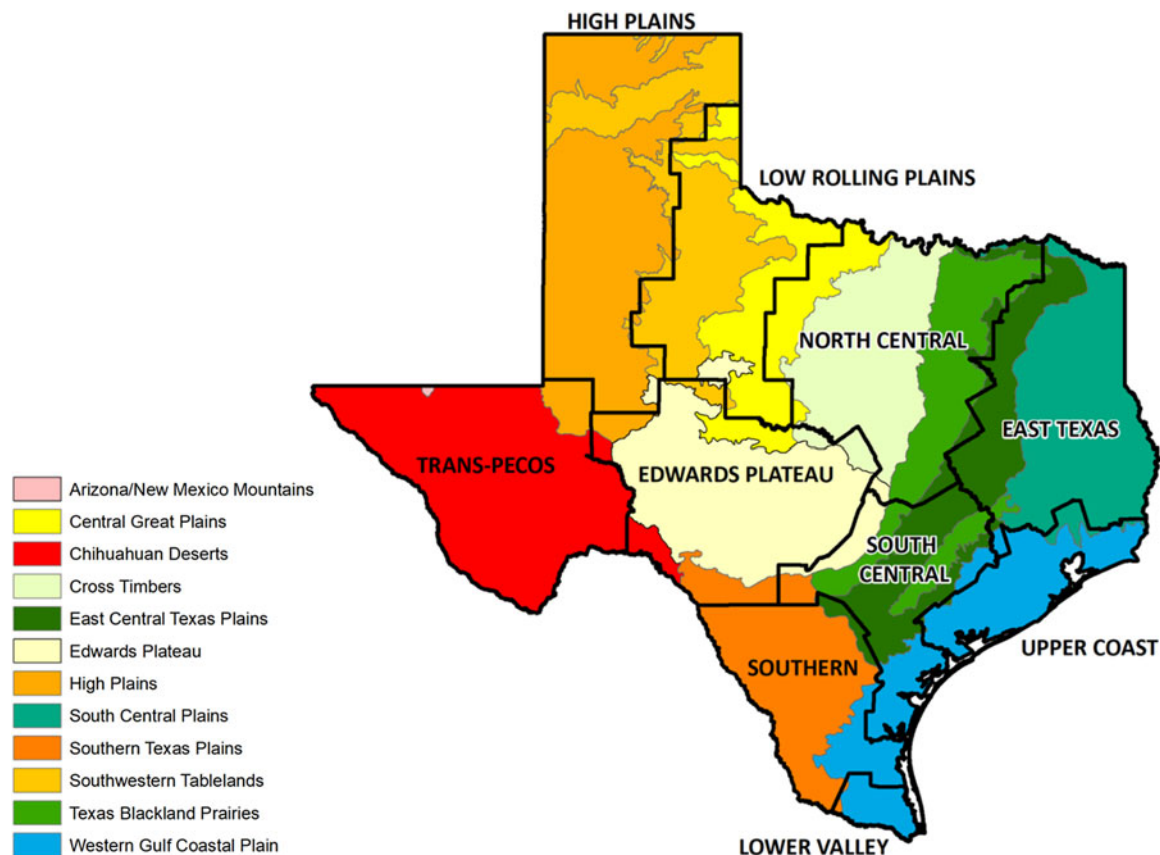 HIGH PLAINS
LOW ROLLING PLAINS
NORTH CENTRAL
EAST TEXAS
TRANS-PECOS
EDWARDS PLATEAU
SOUTH
CENTRAL
UPPER COAST
SOUTHERN
LOWER VALLEY
Arizona/New Mexico Mountains
Central Great Plains
Chihuahuan Deserts
Cross Timbers
East Central Texas Plains
Edwards Plateau
High Plains
South Central Plains
Southern Texas Plains
Southwestern Tablelands
Texas Blackland Prairies
Western Gulf Coastal Plain